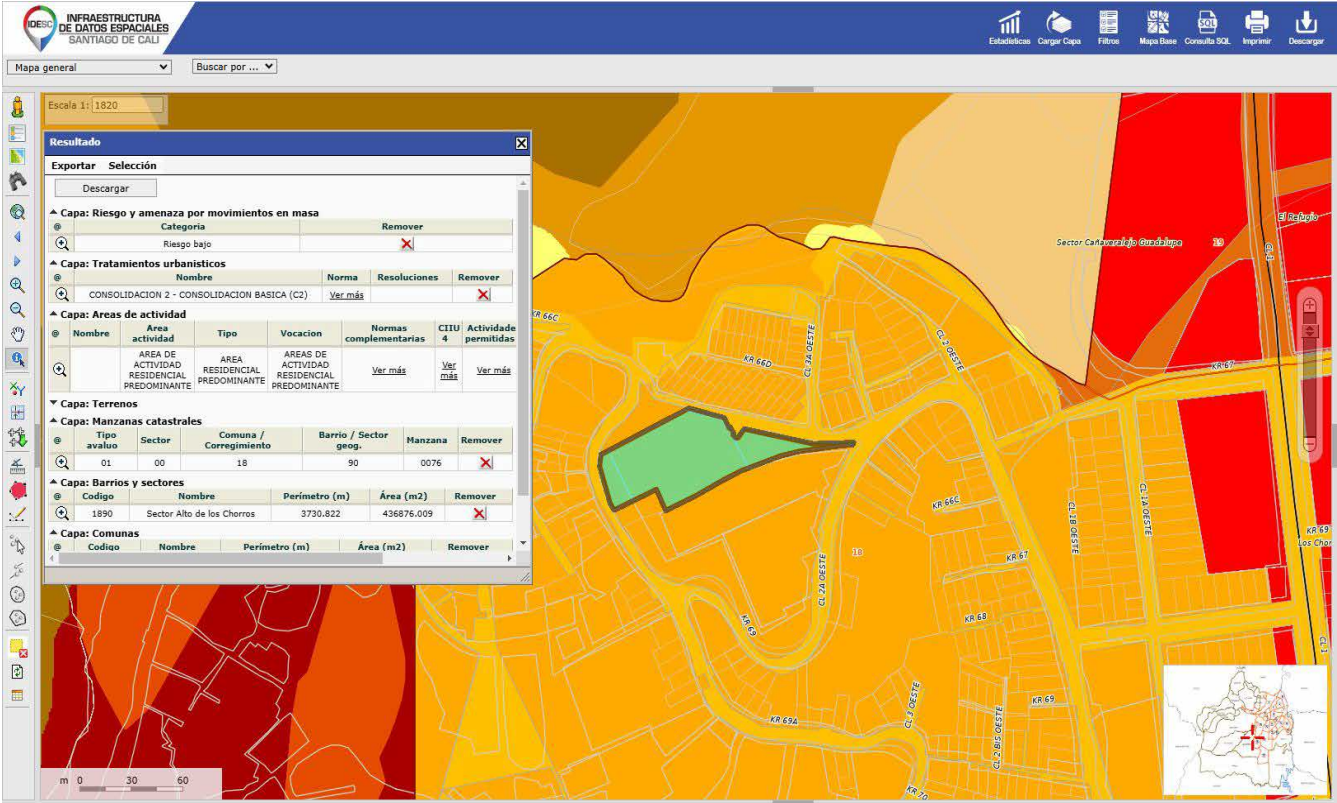 IDESC
INFRAESTRUCTURA
DE DATOS ESPACIALES
SANTIAGO DE CALI
Estadísticas Cargar Capa Filtros Mapa Base Consulta SQL Imprimir Descargar
SQL
Mapa general Buscar por ...
Escala 1: 1820
Resultado
Exportar Selección
Descargar
Capa: Riesgo y amenaza por movimientos en masa
@ Categoria Remover
Riesgo bajo
Capa: Tratamientos urbanisticos
@ Nombre Norma Resoluciones Remover
CONSOLIDACION 2 - CONSOLIDACION BASICA (C2) Ver más
Capa: Areas de actividad
@ Nombre Area actividad Tipo Vocacion Normas complementarias CIIU 4 Actividade permitidas
AREA DE ACTIVIDAD RESIDENCIAL PREDOMINANTE AREA RESIDENCIAL PREDOMINANTE AREAS DE ACTIVIDAD RESIDENCIAL PREDOMINANTE Ver más Ver más Ver más
Capa: Terrenos
Capa: Manzanas catastrales
@ Tipo avaluo Sector Comuna / Corregimiento Barrio / Sector geog. Manzana Remover
01 00 18 90 0076
Capa: Barrios y sectores
@ Codigo Nombre Perímetro (m) Área (m2) Remover
1890 Sector Alto de los Chorros 3730.822 436876.009
Capa: Comunas
@ Codigo Nombre Perímetro (m) Área (m2) Remover
El Refugio
Sector Cañaveralejo Guadalupe 19
CL 1
KR 66C
KR 66D
CL 3A OESTE
CL 2 OESTE
KR 67
KR 66C
CL 1B OESTE
CL 1A OESTE
KR 69
Los Chor
18
KR 67
CL 2A OESTE
KR 69
KR 68
CL 1
CL 3 OESTE
KR 69
KR 69A
CL 2 BIS OESTE
KR 70
m 0 30 60